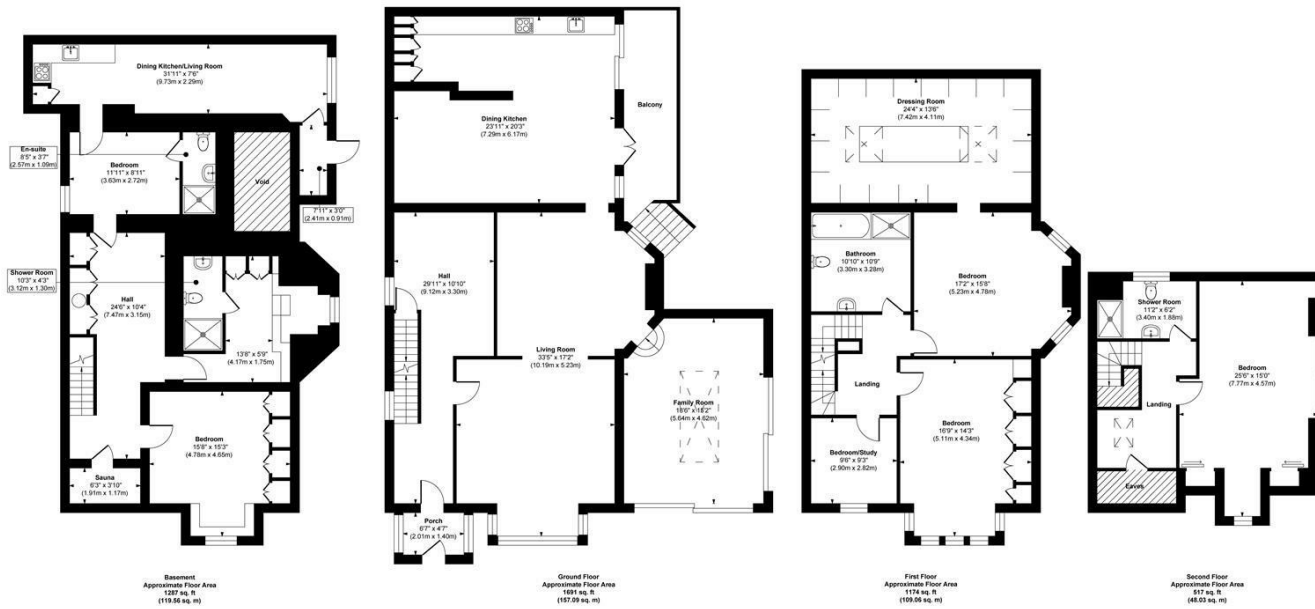 Dining Kitchen/Living Room
31'11" x 7'6"
(9.73m x 2.29m)
En-suite
8'5" x 3'7"
(2.57m x 1.09m)
Bedroom
11'11" x 8'11"
(3.63m x 2.72m)
Void
7'11" x 3'0"
(2.41m x 0.91m)
Shower Room
10'3" x 4'3"
(3.12m x 1.30m)
Hall
24'6" x 10'4"
(7.47m x 3.15m)
13'8" x 5'9"
(4.17m x 1.75m)
Bedroom
15'8" x 15'3"
(4.78m x 4.65m)
Sauna
6'3" x 3'10"
(1.91m x 1.17m)
Basement
Approximate Floor Area
1287 sq. ft
(119.56 sq. m)
Dining Kitchen
23'11" x 20'3"
(7.29m x 6.17m)
Balcony
Hall
29'11" x 10'10"
(9.12m x 3.30m)
Living Room
33'5" x 17'2"
(10.19m x 5.23m)
Family Room
18'6" x 18'2"
(5.64m x 4.62m)
Porch
6'7" x 4'7"
(2.01m x 1.40m)
Ground Floor
Approximate Floor Area
1691 sq. ft
(157.09 sq. m)
Dressing Room
24'4" x 13'6"
(7.42m x 4.11m)
Bathroom
10'10" x 10'9"
(3.30m x 3.28m)
Bedroom
17'2" x 15'8"
(5.23m x 4.78m)
Landing
Bedroom
16'9" x 14'3"
(5.11m x 4.34m)
Bedroom/Study
9'6" x 9'3"
(2.90m x 2.82m)
First Floor
Approximate Floor Area
1174 sq. ft
(109.06 sq. m)
Shower Room
11'2" x 6'2"
(3.40m x 1.88m)
Bedroom
25'6" x 15'0"
(7.77m x 4.57m)
Landing
Eaves
Second Floor
Approximate Floor Area
517 sq. ft
(48.03 sq. m)